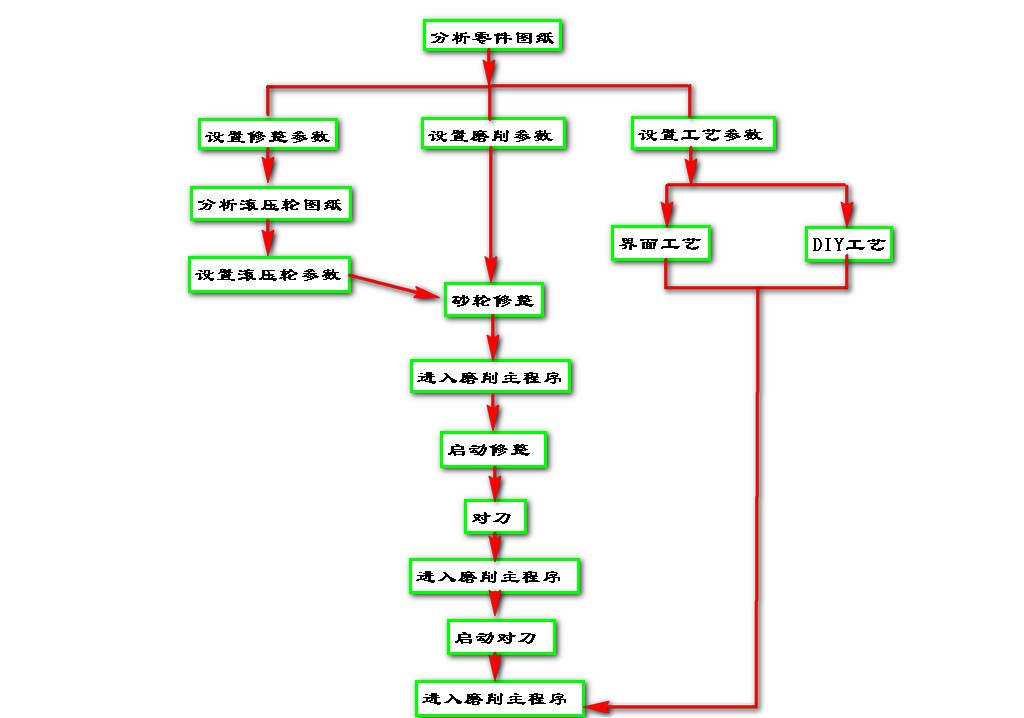 分析零件图纸
设置修整参数
设置磨削参数
设置工艺参数
分析滚压轮图纸
界面工艺
DIY工艺
设置滚压轮参数
砂轮修整
进入磨削主程序
启动修整
对刀
进入磨削主程序
启动对刀
进入磨削主程序